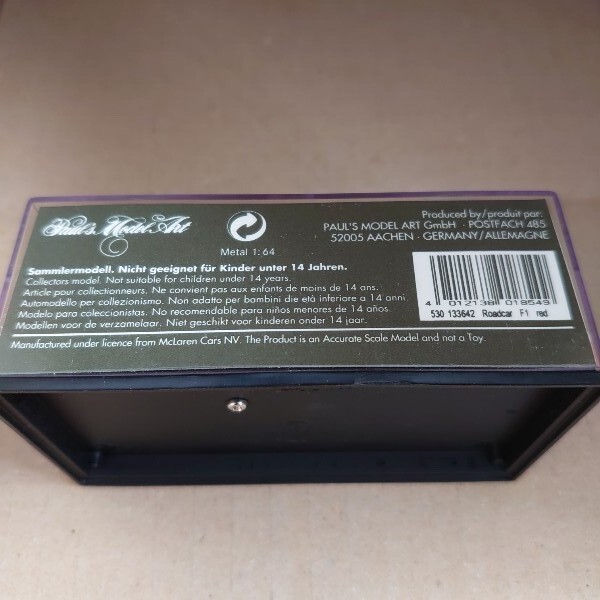 Paul's Model Art
Metal 1:64
Produced by/produit par:
PAUL'S MODEL ART GmbH · POSTFACH 485
52005 AACHEN · GERMANY/ALLEMAGNE
Sammlermodell. Nicht geeignet für Kinder unter 14 Jahren.
Collectors model. Not suitable for children under 14 years.
Article pour collectionneurs. Ne convient pas aux enfants de moins de 14 ans.
Automodello per collezionismo. Non adatto per bambini die età inferiore a 14 anni.
Modelo para coleccionistas. No recomendable para niños menores de 14 años.
Modellen voor de verzamelaar. Niet geschikt voor kinderen onder 14 jaar.
4 012138 018549
530 133642 Roadcar F1 red
Manufactured under licence from McLaren Cars NV. The Product is an Accurate Scale Model and not a Toy.